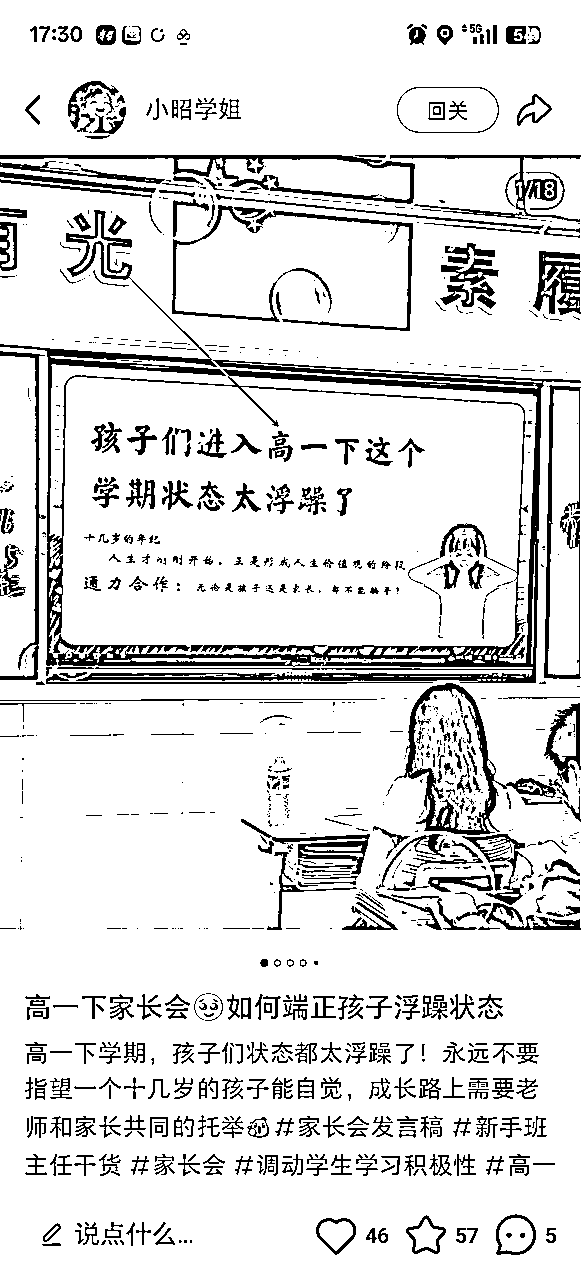 17:30
5G
小昭学姐
回关
1/18
光
素
孩子们进入高一下这个
学期状态太浮躁了
十几岁的年纪
人生才刚刚开始，正是形成人生价值观的阶段
通力合作：无论是孩子还是家长，都不能躺平！
高一下家长会🥹如何端正孩子浮躁状态
高一下学期，孩子们状态都太浮躁了！永远不要
指望一个十几岁的孩子能自觉，成长路上需要老
师和家长共同的托举 #家长会发言稿 #新手班
主任干货 #家长会 #调动学生学习积极性 #高一
说点什么... 46 57 5